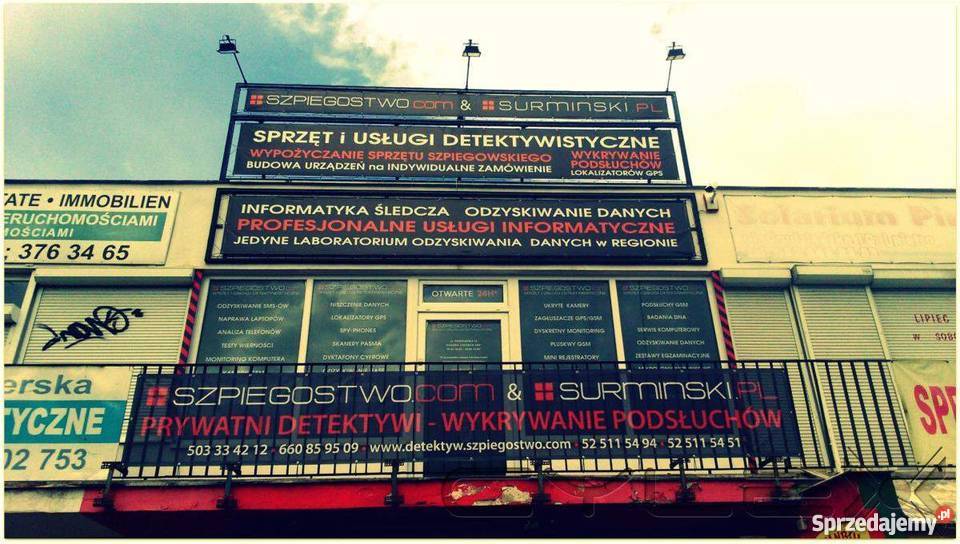 SZPIEGOSTWO.COM & SURMINSKI.PL
SPRZĘT i USŁUGI DETEKTYWISTYCZNE
WYPOŻYCZANIE SPRZĘTU SZPIEGOWSKIEGO
BUDOWA URZĄDZEŃ na INDYWIDUALNE ZAMÓWIENIE
WYKRYWANIE
PODSŁUCHÓW
LOKALIZATORÓW GPS
INFORMATYKA ŚLEDCZA ODZYSKIWANIE DANYCH
PROFESJONALNE USŁUGI INFORMATYCZNE
JEDYNE LABORATORIUM ODZYSKIWANIA DANYCH w REGIONIE
TATE • IMMOBILIEN
IERUCHOMOŚCIAMI
MOŚCIAMI
: 376 34 65
Solarium
ODZYSKIWANIE SMS-ÓW
NAPRAWA LAPTOPÓW
ANALIZA TELEFONÓW
TESTY WIERNOŚCI
MONITORING KOMPUTERA
NISZCZENIE DANYCH
LOKALIZATORY GPS
SPY-PHONES
SKANERY PASMA
DYKTAFONY CYFROWE
OTWARTE 24H*
UKRYTE KAMERY
ZAGŁUSZACZE GPS/GSM
DYSKRETNY MONITORING
PLUSKWY GSM
MINI REJESTRATORY
PODSŁUCHY GSM
BADANIA DNA
SERWIS KOMPUTEROWY
ODZYSKIWANIE DANYCH
ZESTAWY EGZAMINACYJNE
LIPIEC
W SOB
erska
YCZNE
02 753
SZPIEGOSTWO.COM & SURMINSKI.PL
PRYWATNI DETEKTYWI - WYKRYWANIE PODSŁUCHÓW
503 33 42 12 • 660 85 95 09 • www.detektyw.szpiegostwo.com • 52 511 54 94 • 52 511 54 51
SP
CYLEX
Sprzedajemy.pl